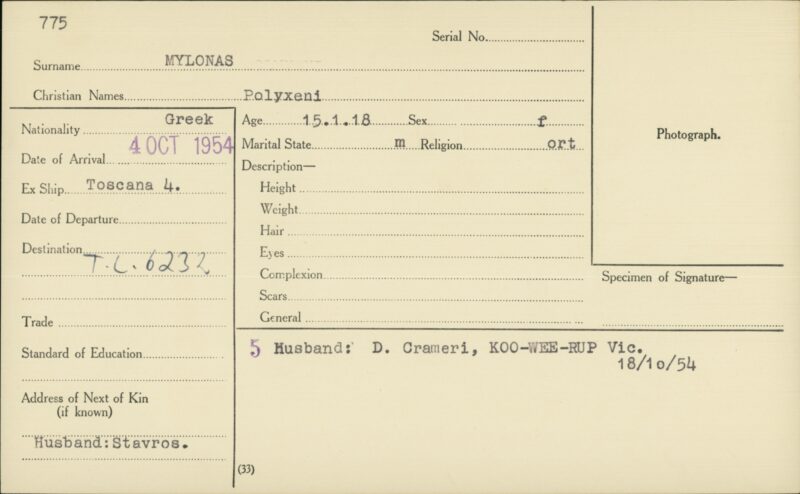 775
Serial No.
Surname MYLONAS
Christian Names Polyxeni
Nationality Greek
Date of Arrival 4 OCT 1954
Ex Ship Toscana 4.
Date of Departure
Destination T.L. 6232
Trade
Standard of Education
Address of Next of Kin
(if known)
Husband:Stavros.
Age 15.1.18 Sex f
Marital State m Religion ort
Description—
Height
Weight
Hair
Eyes
Complexion
Scars
General
Photograph.
Specimen of Signature—
5 Husband: D. Crameri, KOO-WEE-RUP Vic.
18/10/54
(33)